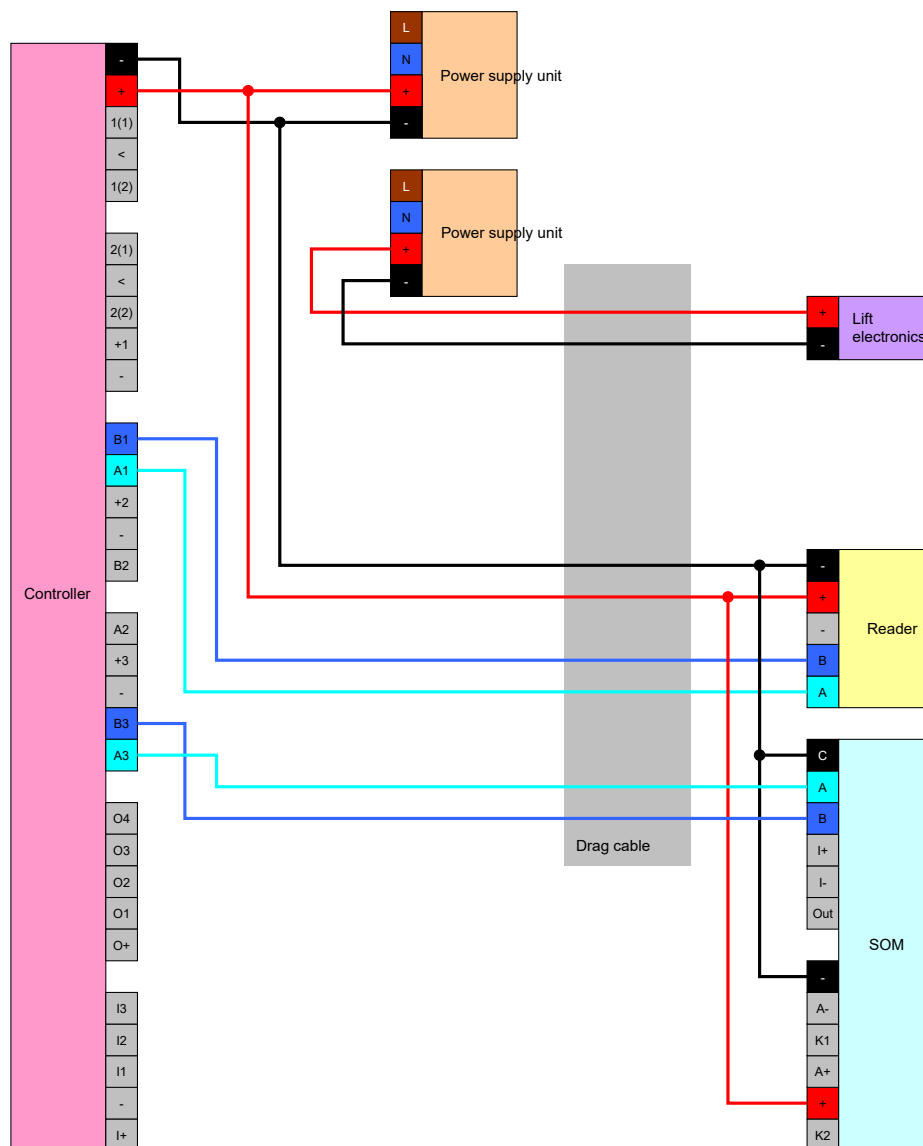 L
N
+
-
Power supply unit
L
N
+
-
Power supply unit
Controller
-
+
1(1)
<
1(2)
2(1)
<
2(2)
+1
-
B1
A1
+2
-
B2
A2
+3
-
B3
A3
O4
O3
O2
O1
O+
I3
I2
I1
-
I+
Drag cable
+
-
Lift
electronics
-
+
-
B
A
Reader
C
A
B
I+
I-
Out
-
A-
K1
A+
+
K2
SOM